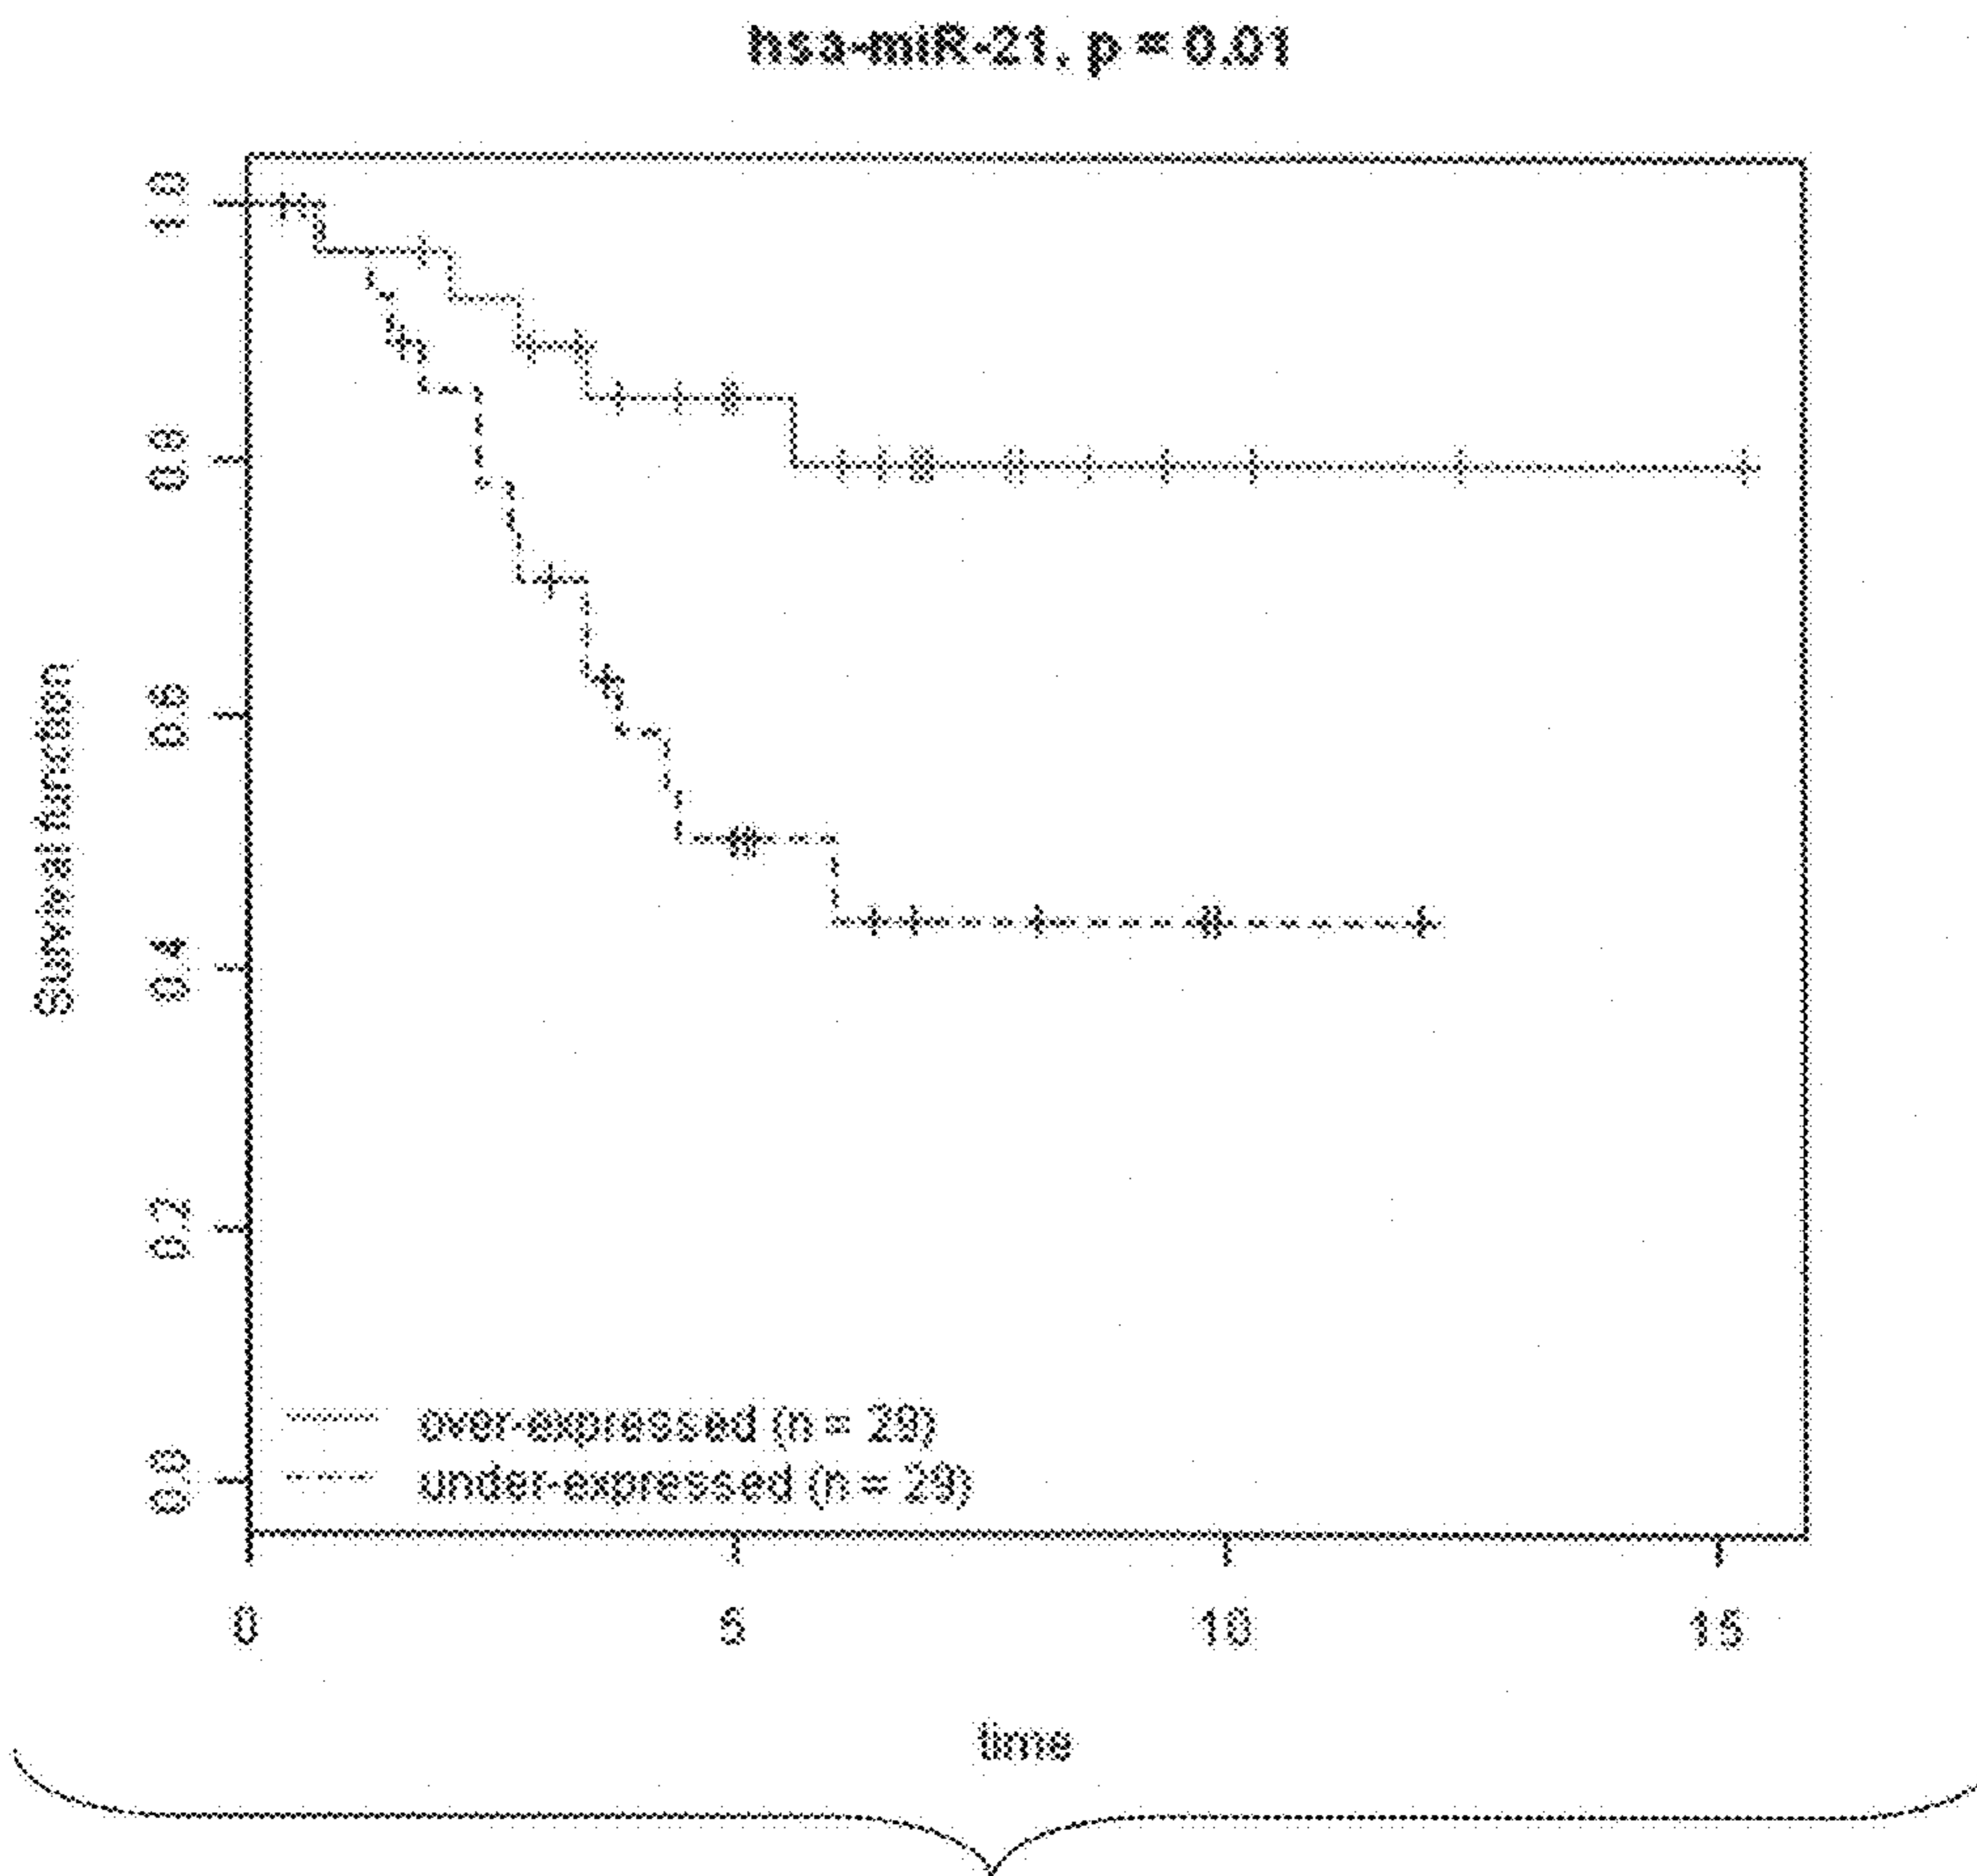 hsa-miR-21, p = 0.01
1.0
0.8
0.6
0.4
0.2
0.0
Survival function
over-expressed (n = 29)
under-expressed (n = 29)
0 5 10 15
time